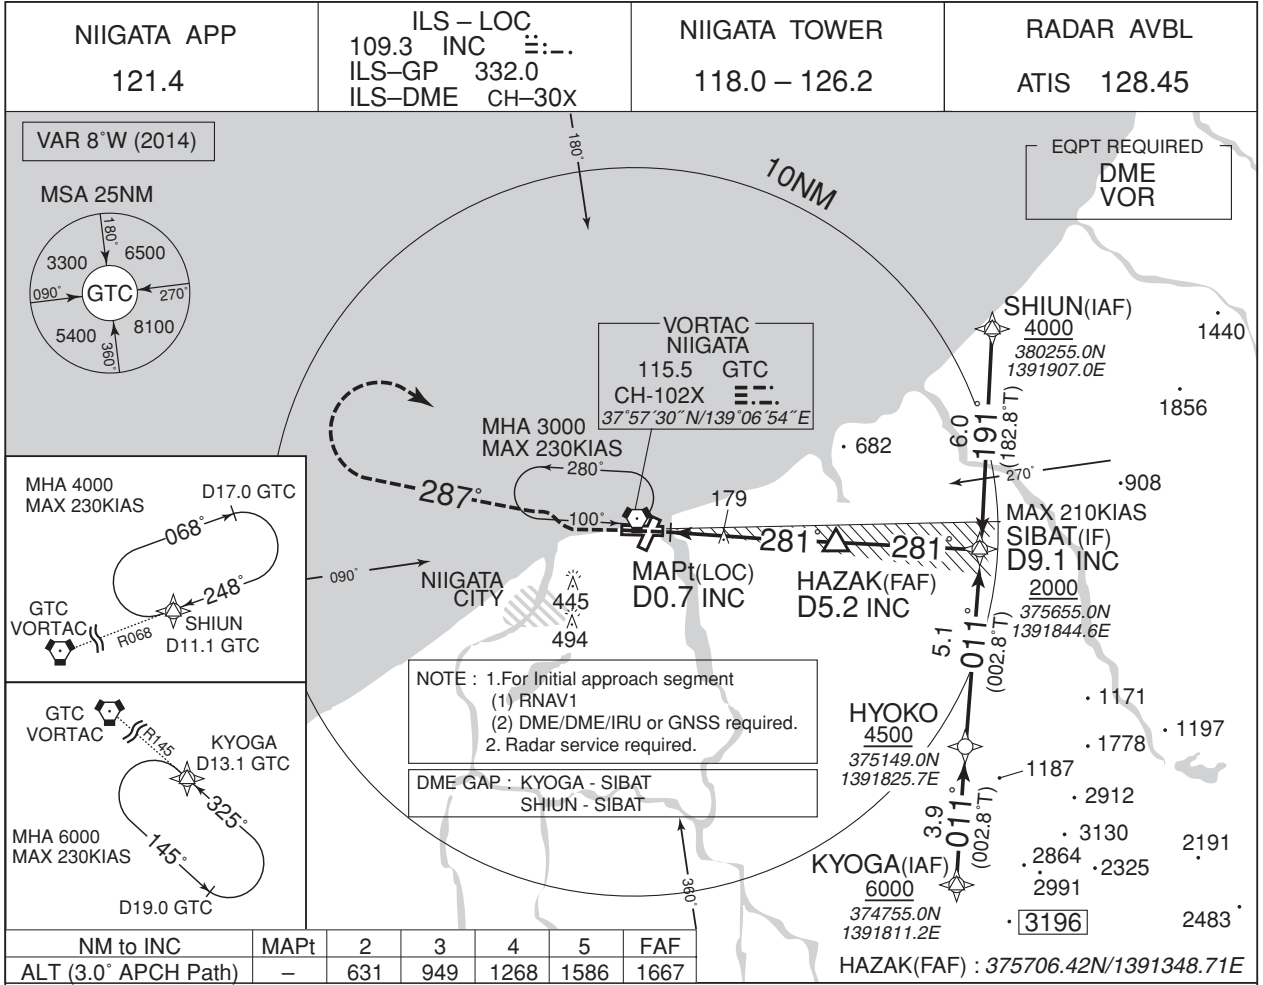 NIIGATA APP
121.4
ILS – LOC
109.3 INC
ILS–GP 332.0
ILS–DME CH–30X
NIIGATA TOWER
118.0 – 126.2
RADAR AVBL
ATIS 128.45
VAR 8°W (2014)
MSA 25NM
180°
3300
6500
090°
GTC
270°
5400
8100
360°
180°
10NM
EQPT REQUIRED
DME
VOR
VORTAC
NIIGATA
115.5 GTC
CH-102X
37°57´30˝N/139°06´54˝E
SHIUN(IAF)
4000
380255.0N
1391907.0E
1440
1856
682
908
6.0
191°
(182.8°T)
270°
MHA 3000
MAX 230KIAS
280°
100°
287°
179
281°
281°
MAX 210KIAS
SIBAT(IF)
D9.1 INC
2000
375655.0N
1391844.6E
MAPt(LOC)
D0.7 INC
HAZAK(FAF)
D5.2 INC
090°
NIIGATA
CITY
445
494
MHA 4000
MAX 230KIAS
D17.0 GTC
068°
248°
GTC
VORTAC
R068
SHIUN
D11.1 GTC
GTC
VORTAC
R145
KYOGA
D13.1 GTC
325°
145°
MHA 6000
MAX 230KIAS
D19.0 GTC
NOTE : 1.For Initial approach segment
(1) RNAV1
(2) DME/DME/IRU or GNSS required.
2. Radar service required.
DME GAP : KYOGA - SIBAT
SHIUN - SIBAT
360°
5.1
011°
(002.8°T)
HYOKO
4500
375149.0N
1391825.7E
3.9
011°
(002.8°T)
KYOGA(IAF)
6000
374755.0N
1391811.2E
1171
1197
1778
1187
2912
3130
2191
2864
2325
2991
3196
2483
NM to INC MAPt 2 3 4 5 FAF
ALT (3.0° APCH Path) – 631 949 1268 1586 1667
HAZAK(FAF) : 375706.42N/1391348.71E